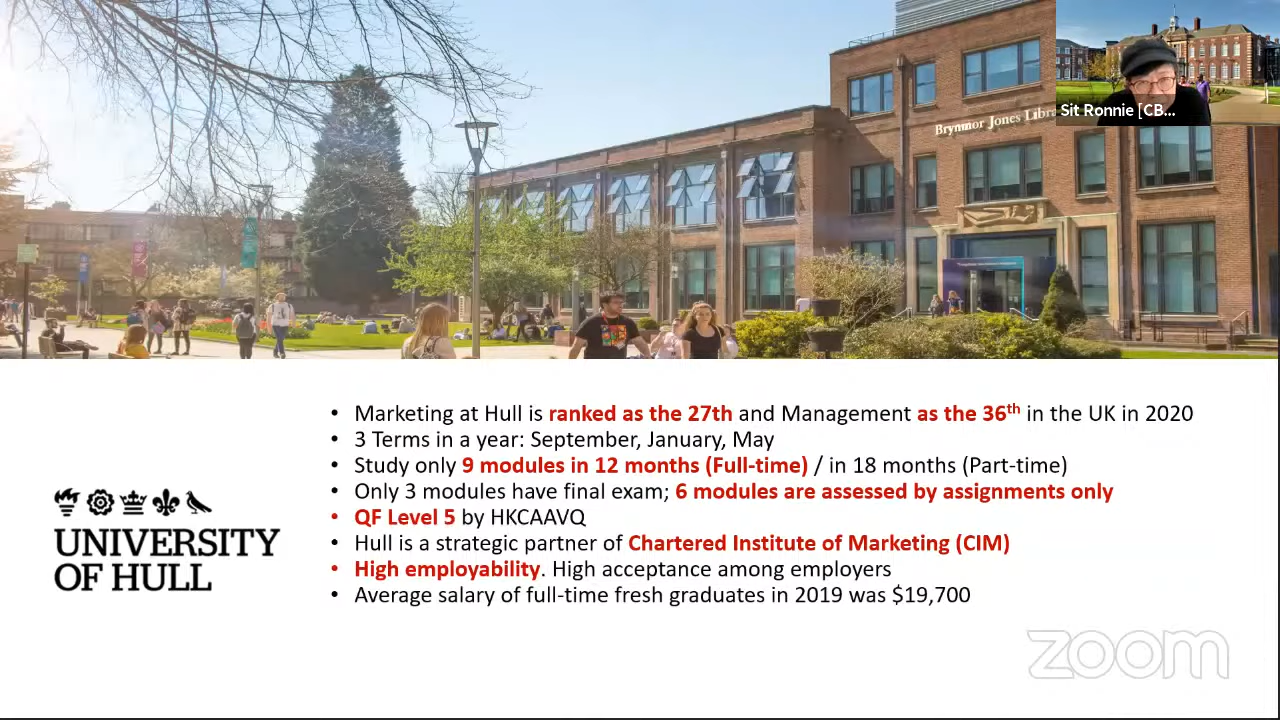 Brynmor Jones Libra
Sit Ronnie [CB...
• Marketing at Hull is ranked as the 27th and Management as the 36th in the UK in 2020
• 3 Terms in a year: September, January, May
• Study only 9 modules in 12 months (Full-time) / in 18 months (Part-time)
• Only 3 modules have final exam; 6 modules are assessed by assignments only
• QF Level 5 by HKCAAVQ
• Hull is a strategic partner of Chartered Institute of Marketing (CIM)
• High employability. High acceptance among employers
• Average salary of full-time fresh graduates in 2019 was $19,700
UNIVERSITY
OF HULL
zoom